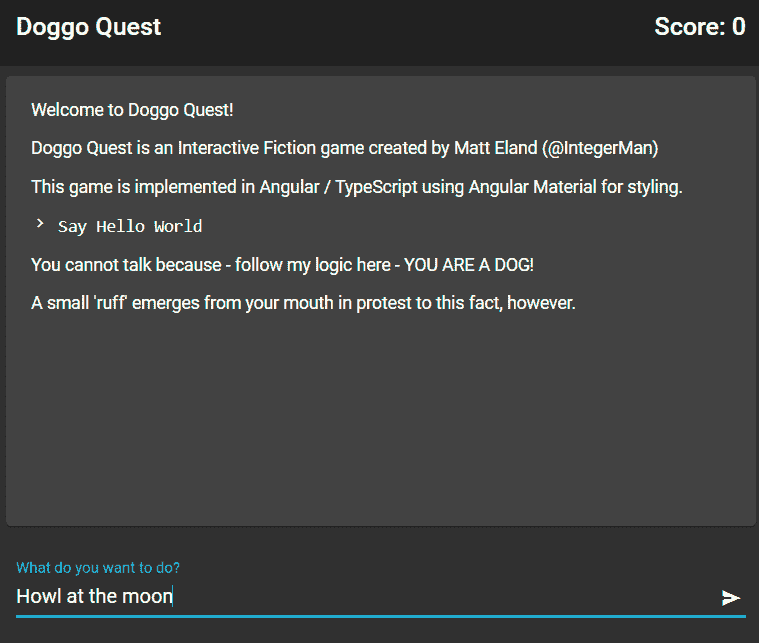 Doggo Quest
Score: 0
Welcome to Doggo Quest!
Doggo Quest is an Interactive Fiction game created by Matt Eland (@IntegerMan)
This game is implemented in Angular / TypeScript using Angular Material for styling.
> Say Hello World
You cannot talk because - follow my logic here - YOU ARE A DOG!
A small 'ruff' emerges from your mouth in protest to this fact, however.
What do you want to do?
Howl at the moon